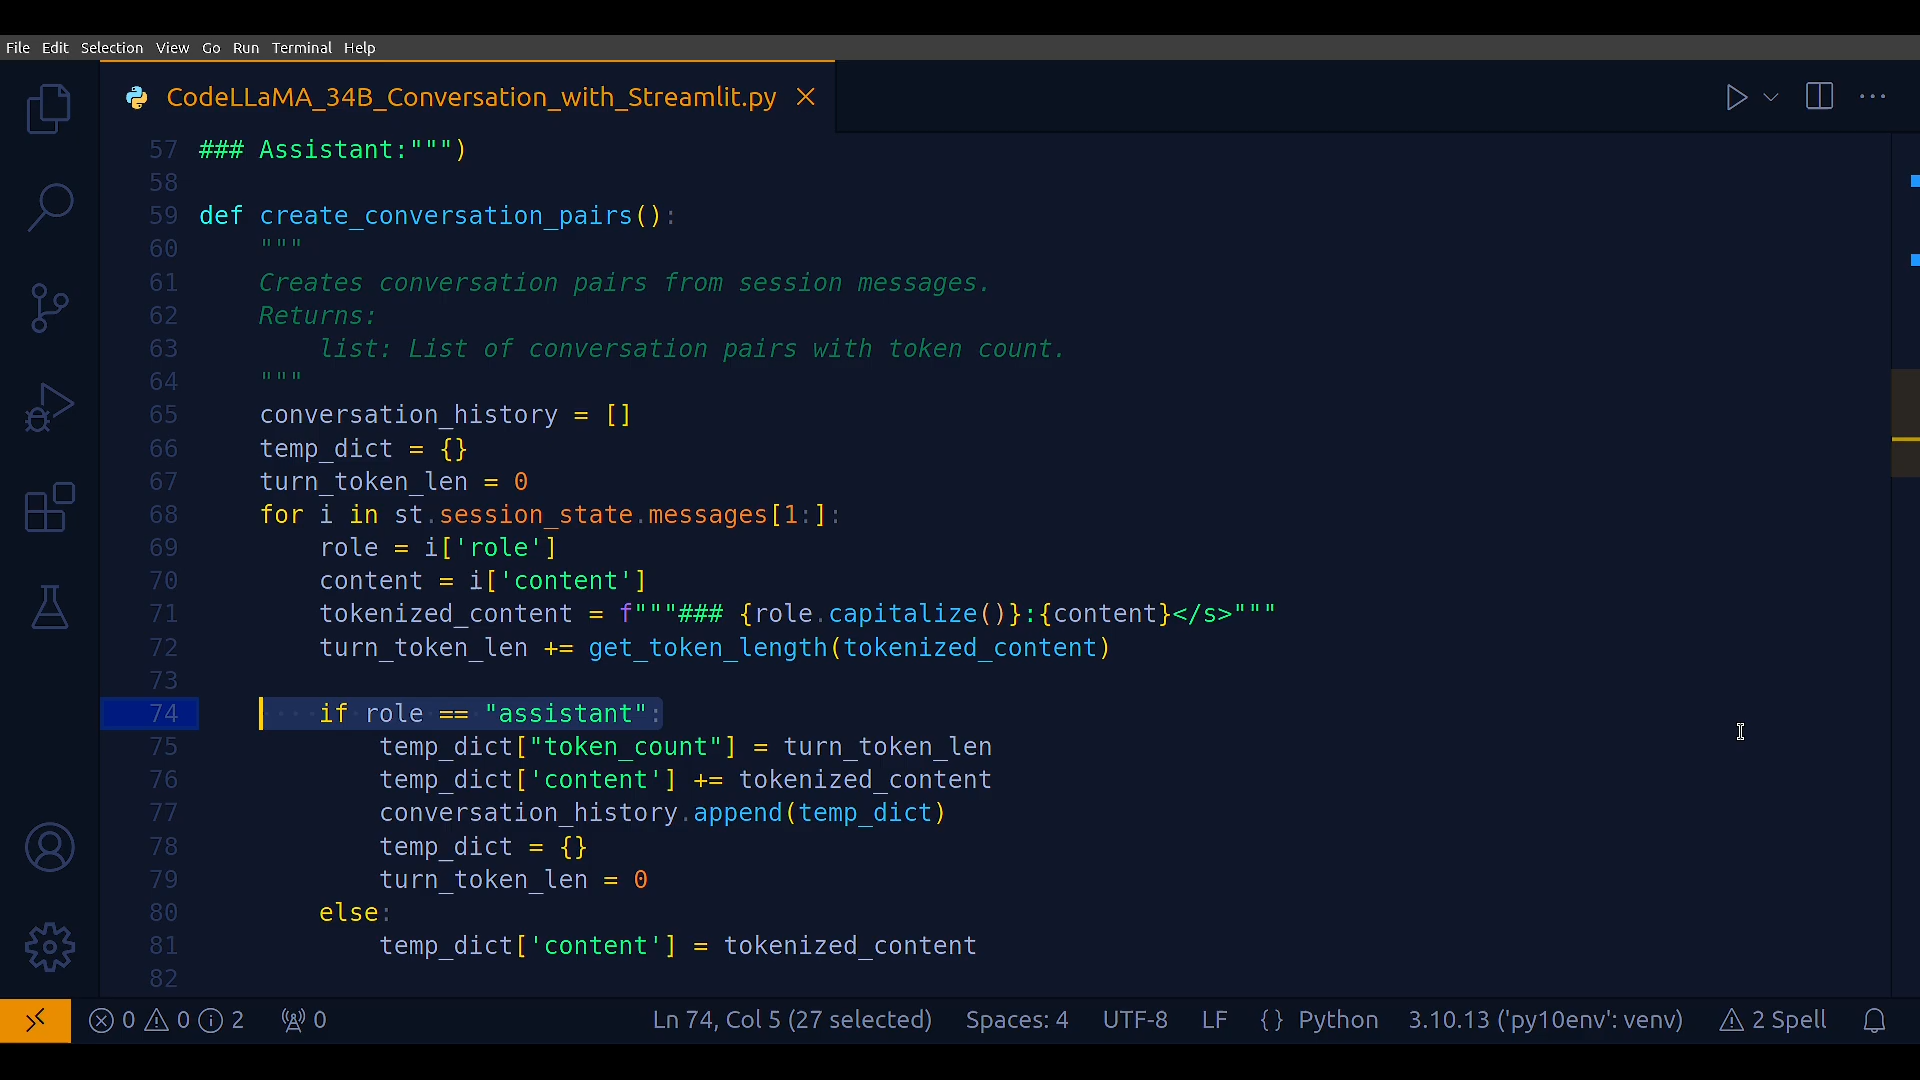 File Edit Selection View Go Run Terminal Help
CodeLLaMA_34B_Conversation_with_Streamlit.py
57 ### Assistant:""")
58
59 def create_conversation_pairs():
60     """
61     Creates conversation pairs from session messages.
62     Returns:
63         list: List of conversation pairs with token count.
64     """
65     conversation_history = []
66     temp_dict = {}
67     turn_token_len = 0
68     for i in st.session_state.messages[1:]:
69         role = i['role']
70         content = i['content']
71         tokenized_content = f"""### {role.capitalize()}:{content}</s>"""
72         turn_token_len += get_token_length(tokenized_content)
73
74         if role == "assistant":
75             temp_dict["token_count"] = turn_token_len
76             temp_dict['content'] += tokenized_content
77             conversation_history.append(temp_dict)
78             temp_dict = {}
79             turn_token_len = 0
80         else:
81             temp_dict['content'] = tokenized_content
82
0 0 2 0 Ln 74, Col 5 (27 selected) Spaces: 4 UTF-8 LF {} Python 3.10.13 ('py10env': venv) 2 Spell